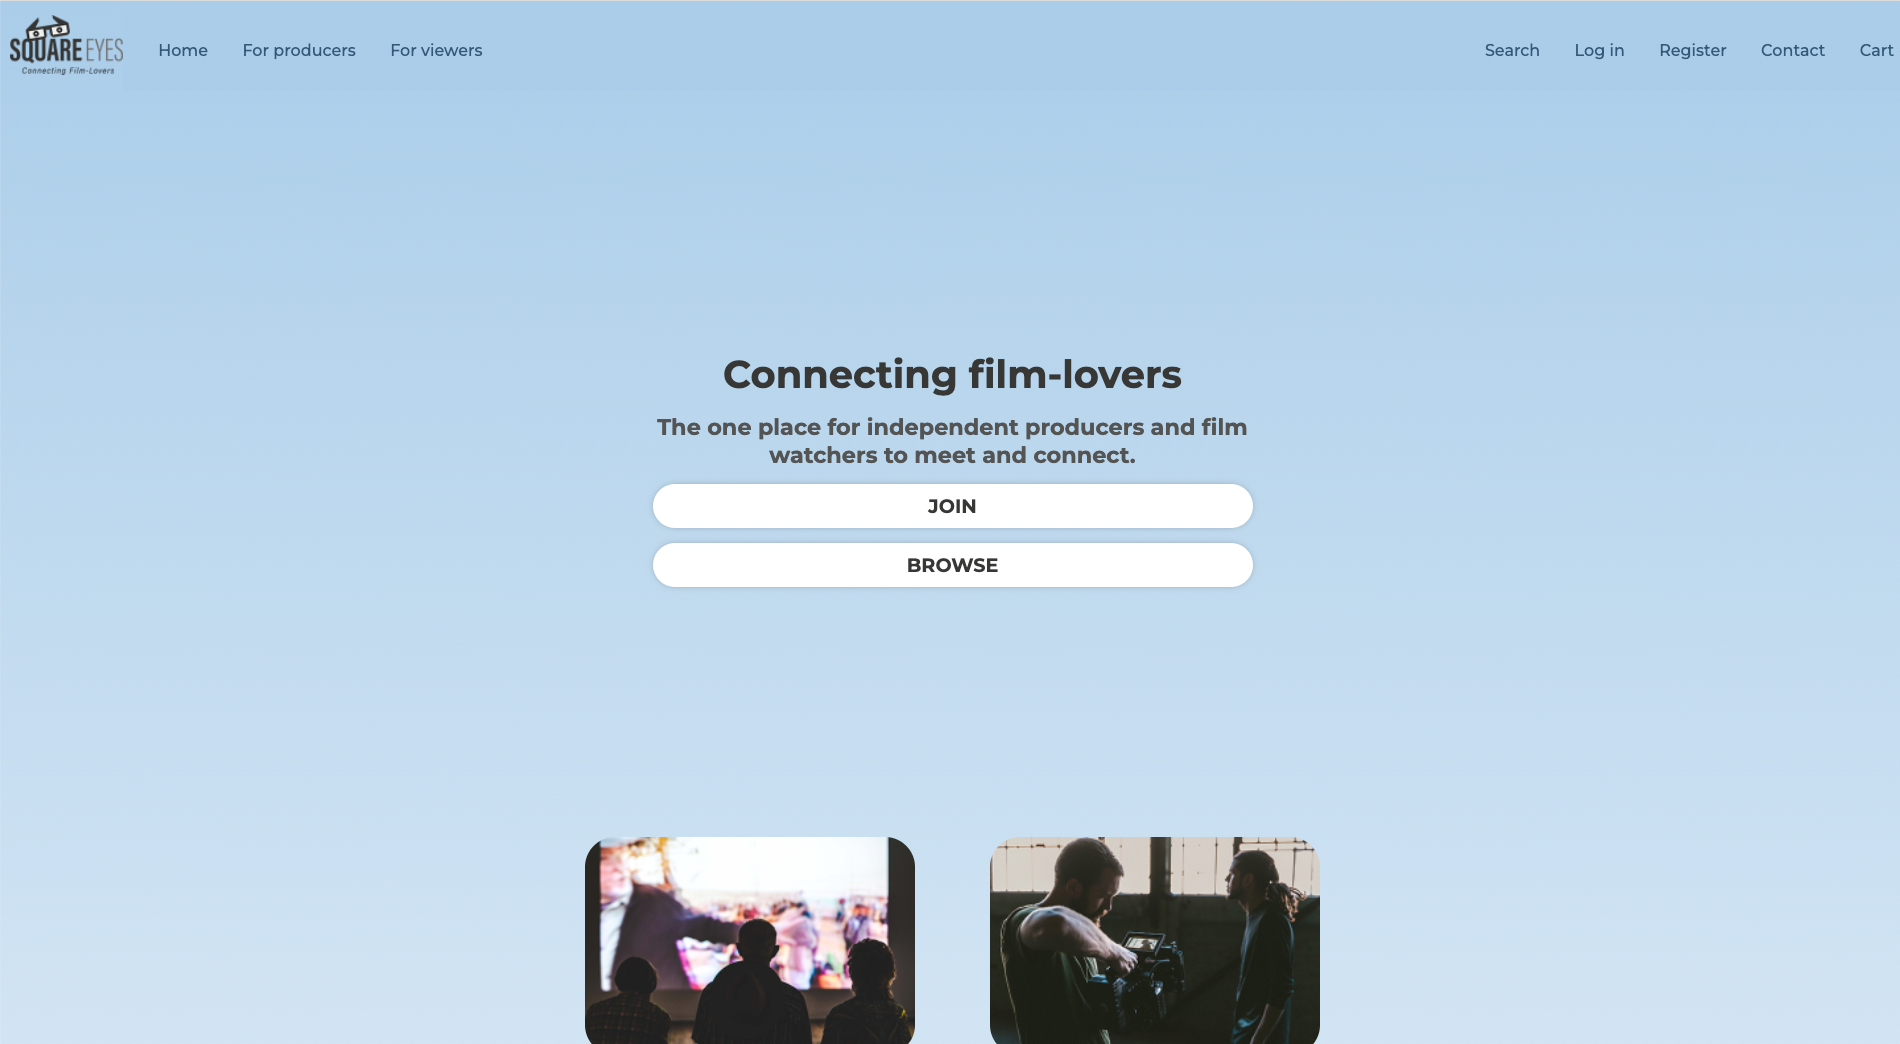 SQUARE EYES
Connecting Film-Lovers
Home
For producers
For viewers
Search
Log in
Register
Contact
Cart
Connecting film-lovers
The one place for independent producers and film
watchers to meet and connect.
JOIN
BROWSE